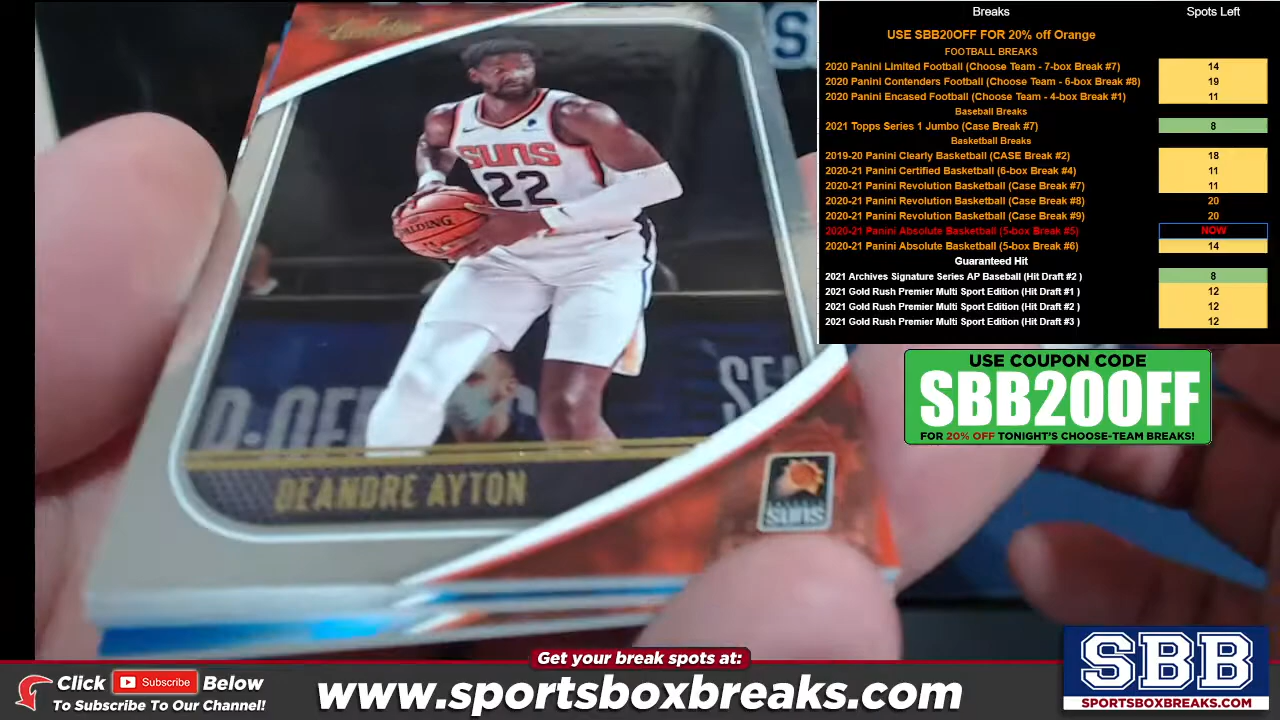 Absolute
SUNS
22
SPALDING
DEANDRE AYTON
SUNS
S
Breaks Spots Left
USE SBB20OFF FOR 20% off Orange
FOOTBALL BREAKS
2020 Panini Limited Football (Choose Team - 7-box Break #7) 14
2020 Panini Contenders Football (Choose Team - 6-box Break #8) 19
2020 Panini Encased Football (Choose Team - 4-box Break #1) 11
Baseball Breaks
2021 Topps Series 1 Jumbo (Case Break #7) 8
Basketball Breaks
2019-20 Panini Clearly Basketball (CASE Break #2) 18
2020-21 Panini Certified Basketball (6-box Break #4) 11
2020-21 Panini Revolution Basketball (Case Break #7) 11
2020-21 Panini Revolution Basketball (Case Break #8) 20
2020-21 Panini Revolution Basketball (Case Break #9) 20
2020-21 Panini Absolute Basketball (5-box Break #5) NOW
2020-21 Panini Absolute Basketball (5-box Break #6) 14
Guaranteed Hit
2021 Archives Signature Series AP Baseball (Hit Draft #2 ) 8
2021 Gold Rush Premier Multi Sport Edition (Hit Draft #1 ) 12
2021 Gold Rush Premier Multi Sport Edition (Hit Draft #2 ) 12
2021 Gold Rush Premier Multi Sport Edition (Hit Draft #3 ) 12
USE COUPON CODE
SBB20OFF
FOR 20% OFF TONIGHT'S CHOOSE-TEAM BREAKS!
Get your break spots at:
Click Subscribe Below
To Subscribe To Our Channel!
www.sportsboxbreaks.com
SBB
SPORTSBOXBREAKS.COM